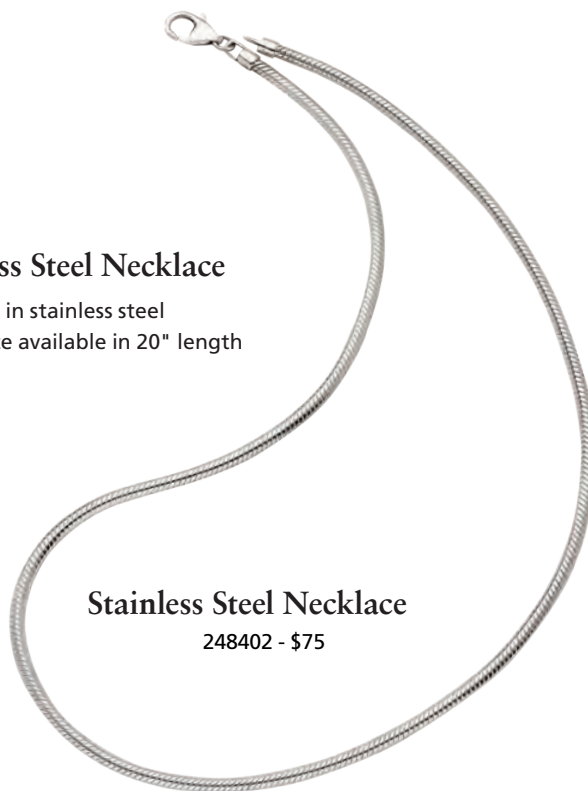 ss Steel Necklace
in stainless steel
e available in 20" length
Stainless Steel Necklace
248402 - $75